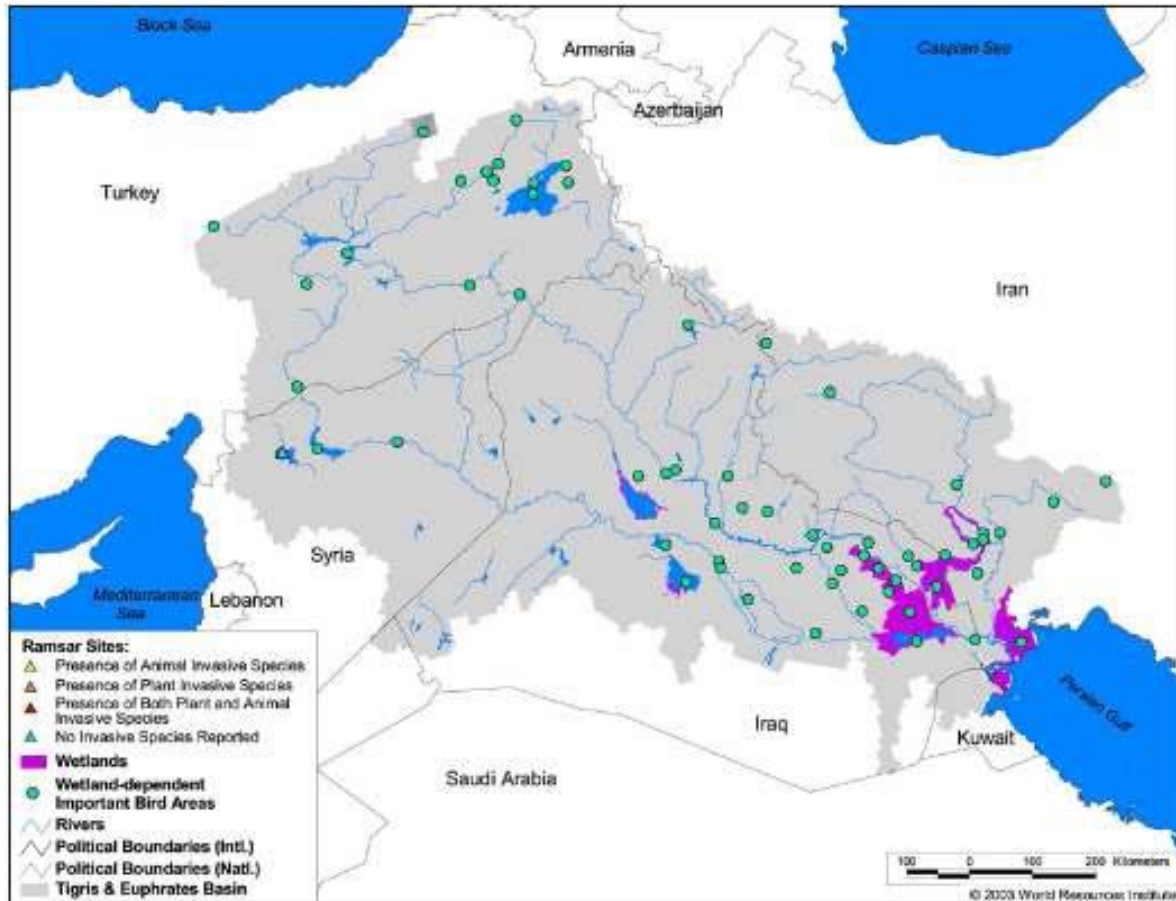 Black Sea
Caspian Sea
Armenia
Azerbaijan
Turkey
Iran
Syria
Mediterranean
Sea
Lebanon
Iraq
Kuwait
Persian Gulf
Saudi Arabia
Ramsar Sites:
Presence of Animal Invasive Species
Presence of Plant Invasive Species
Presence of Both Plant and Animal
Invasive Species
No Invasive Species Reported
Wetlands
Wetland-dependent
Important Bird Areas
Rivers
Political Boundaries (Intl.)
Political Boundaries (Natl.)
Tigris & Euphrates Basin
100 0 100 200 Kilometers
© 2003 World Resources Institute